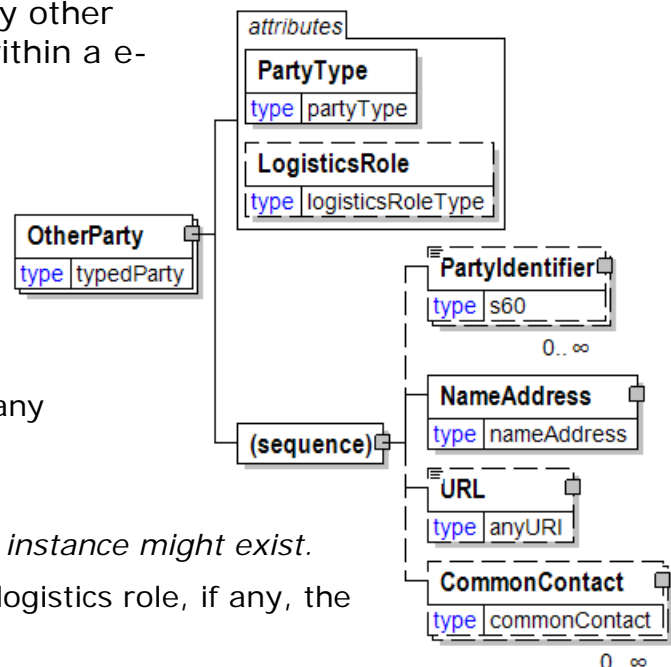 y other
ithin a e-
attributes
PartyType
type partyType
LogisticsRole
type logisticsRoleType
OtherParty
type typedParty
PartyIdentifier
type s60
0.. ∞
any
NameAddress
type nameAddress
(sequence)
URL
type anyURI
instance might exist.
logistics role, if any, the
CommonContact
type commonContact
0.. ∞